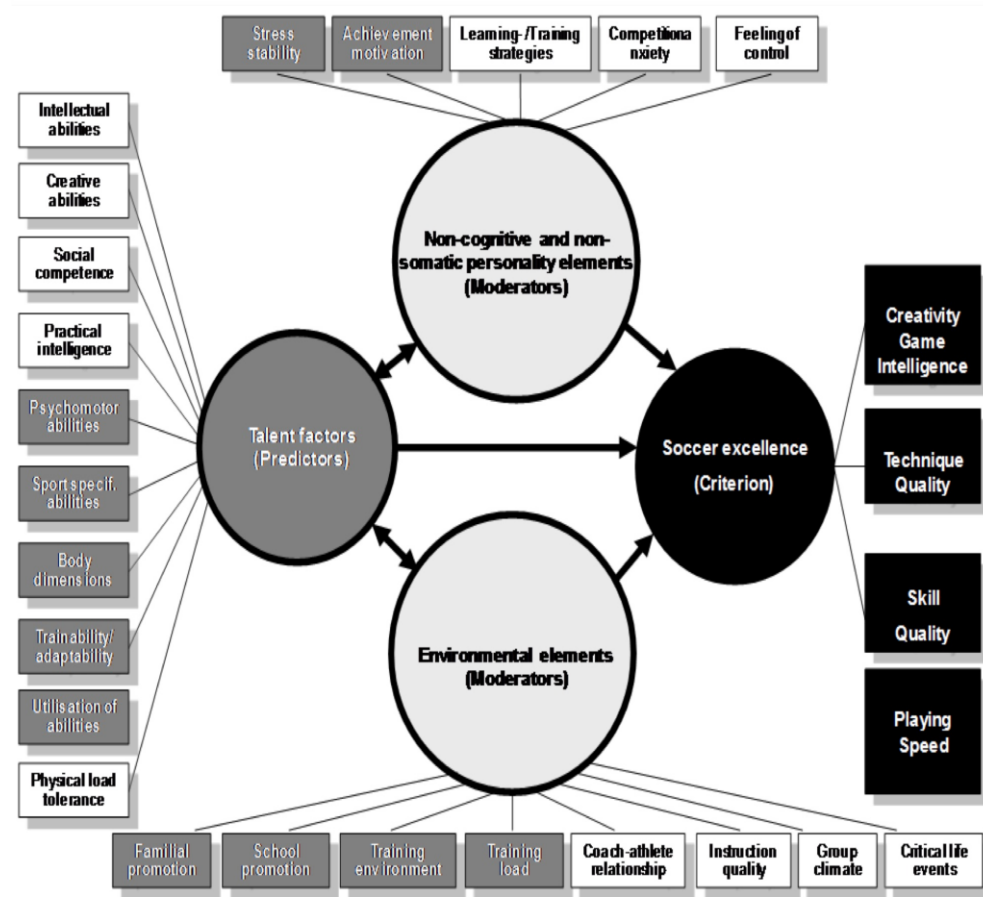 Stress
stability
Achievement
motivation
Learning-/Training
strategies
Competitiona
nxiety
Feeling of
control
Intellectual
abilities
Creative
abilities
Social
competence
Practical
intelligence
Psychomotor
abilities
Sport specif.
abilities
Body
dimensions
Trainability/
adaptability
Utilisation of
abilities
Physical load
tolerance
Non-cognitive and non-
somatic personality elements
(Moderators)
Talent factors
(Predictors)
Soccer excellence
(Criterion)
Environmental elements
(Moderators)
Creativity
Game
Intelligence
Technique
Quality
Skill
Quality
Playing
Speed
Familial
promotion
School
promotion
Training
environment
Training
load
Coach-athlete
relationship
Instruction
quality
Group
climate
Critical life
events